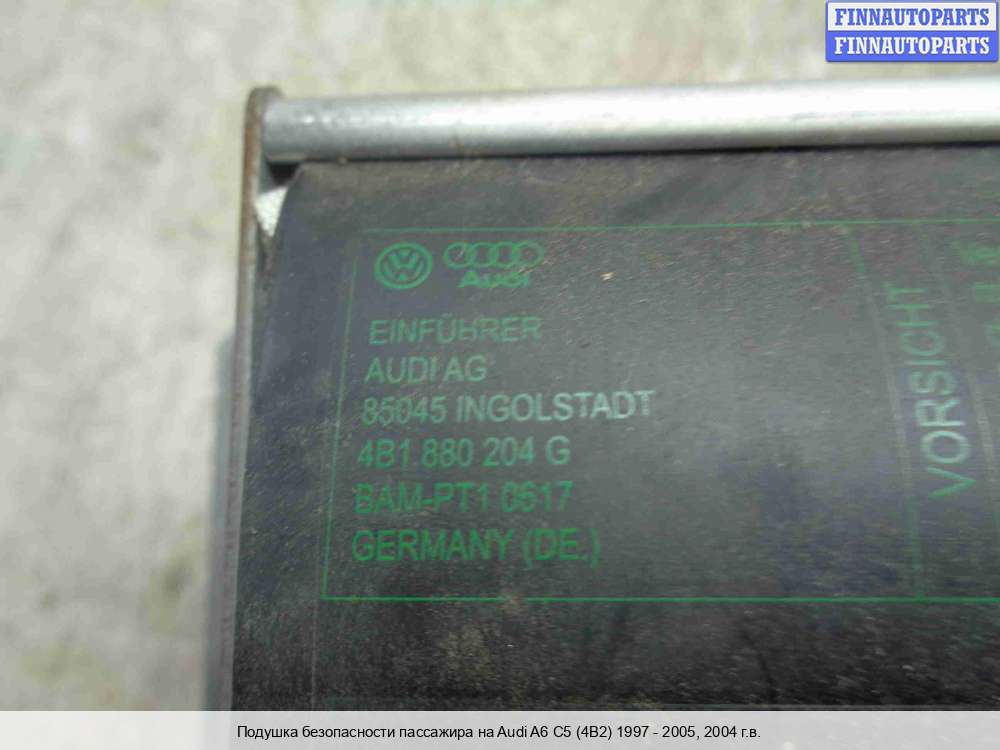 FINNAUTOPARTS
FINNAUTOPARTS
Audi
EINFÜHRER
AUDI AG
85045 INGOLSTADT
4B1 880 204 G
BAM-PT1 0617
GERMANY (DE.)
VORSICHT
Подушка безопасности пассажира на Audi A6 C5 (4B2) 1997 - 2005, 2004 г.в.